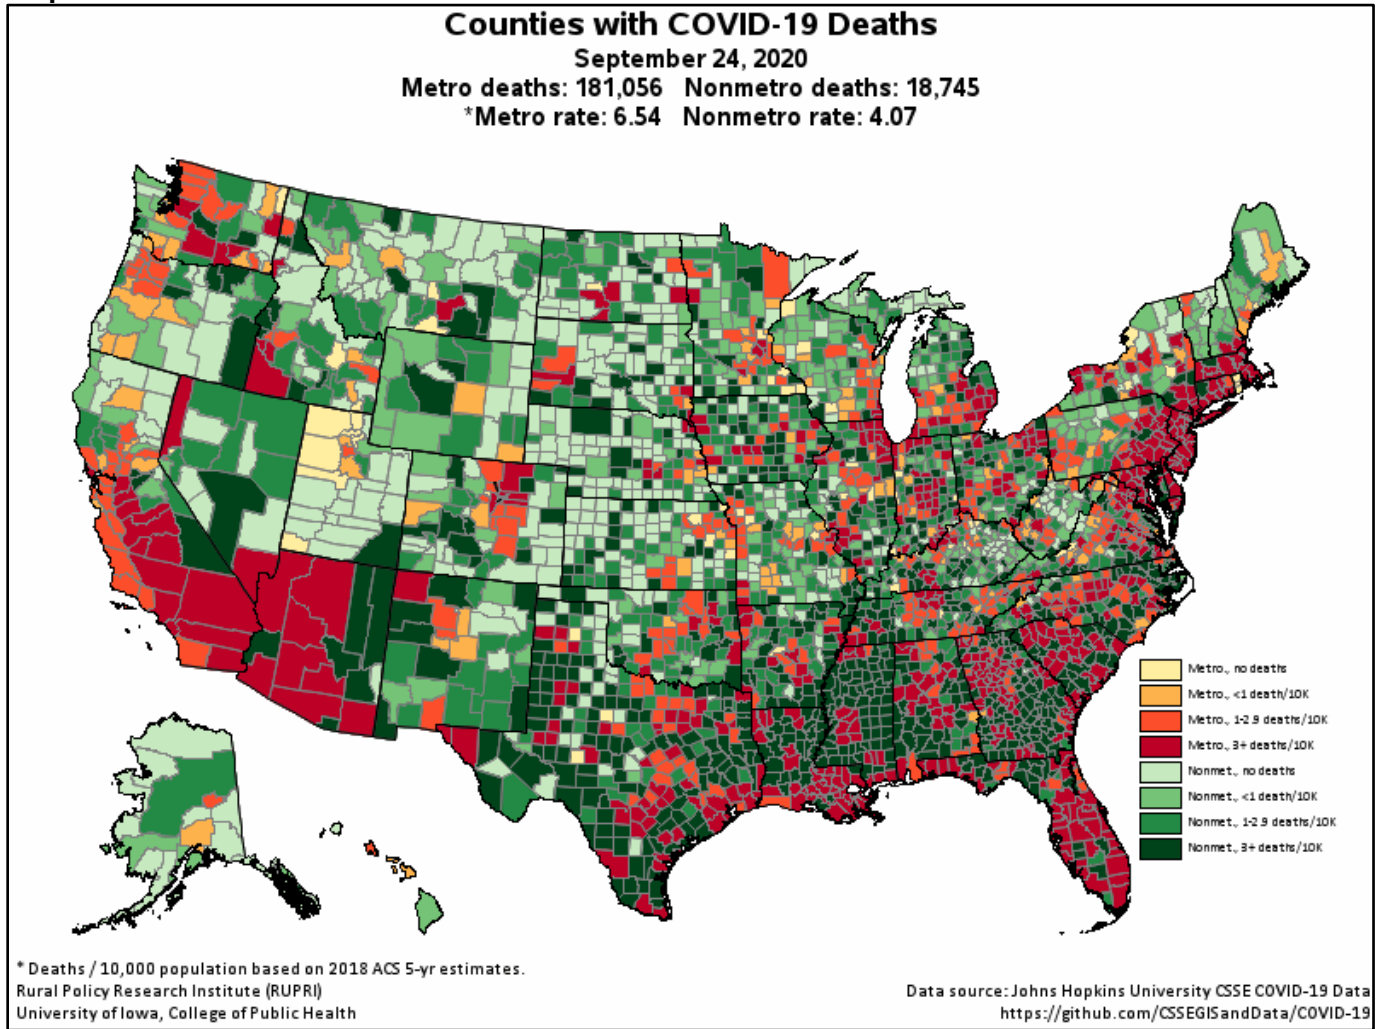 Counties with COVID-19 Deaths
September 24, 2020
Metro deaths: 181,056 Nonmetro deaths: 18,745
*Metro rate: 6.54 Nonmetro rate: 4.07
Metro., no deaths
Metro., <1 death/10K
Metro., 1-2.9 deaths/10K
Metro., 3+ deaths/10K
Nonmet., no deaths
Nonmet., <1 death/10K
Nonmet., 1-2.9 deaths/10K
Nonmet., 3+ deaths/10K
* Deaths / 10,000 population based on 2018 ACS 5-yr estimates.
Rural Policy Research Institute (RUPRI)
University of Iowa, College of Public Health
Data source: Johns Hopkins University CSSE COVID-19 Data
https://github.com/CSSEGISandData/COVID-19